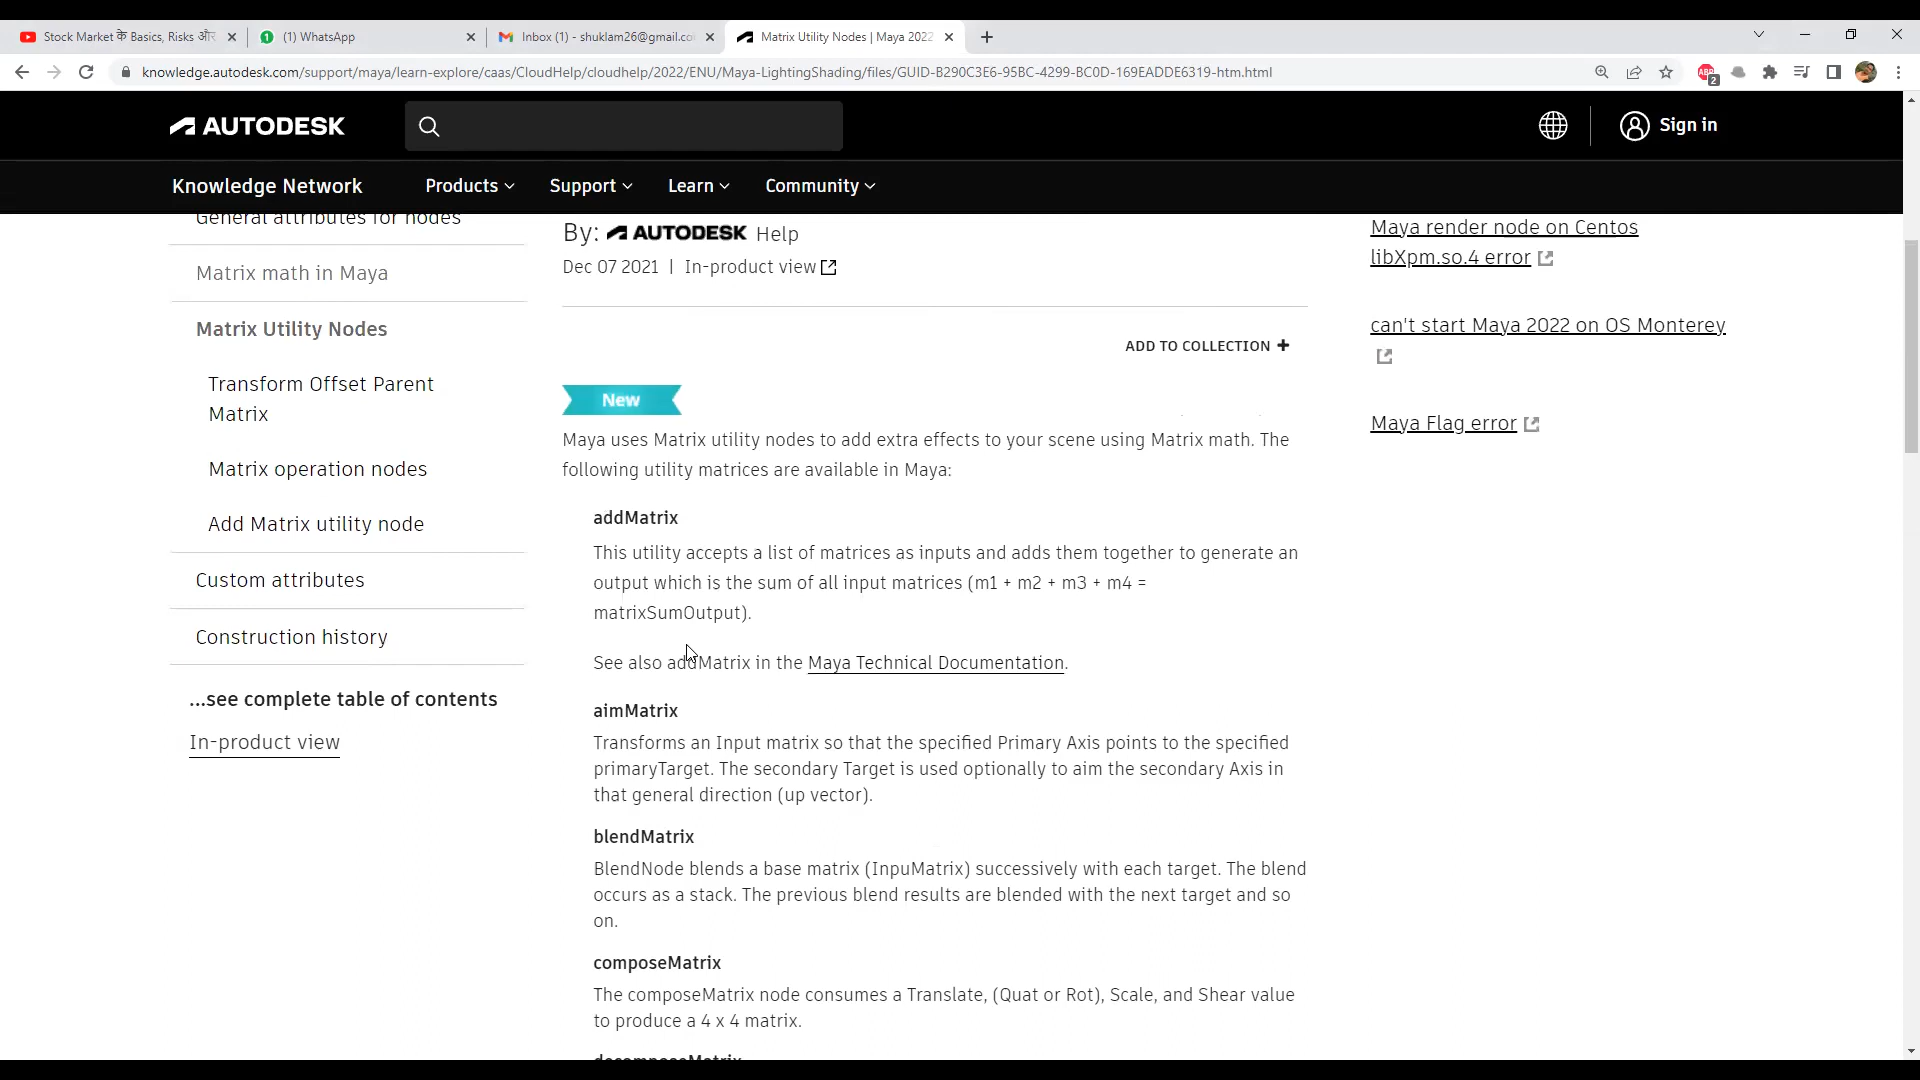 Stock Market के Basics, Risks और
(1) WhatsApp
Inbox (1) - shuklam26@gmail.co
Matrix Utility Nodes | Maya 2022
knowledge.autodesk.com/support/maya/learn-explore/caas/CloudHelp/cloudhelp/2022/ENU/Maya-LightingShading/files/GUID-B290C3E6-95BC-4299-BC0D-169EADDE6319-htm.html
ABP
2
AUTODESK
Sign in
Knowledge Network
Products
Support
Learn
Community
General attributes for nodes
Matrix math in Maya
Matrix Utility Nodes
Transform Offset Parent
Matrix
Matrix operation nodes
Add Matrix utility node
Custom attributes
Construction history
...see complete table of contents
In-product view
By: AUTODESK Help
Dec 07 2021 | In-product view
ADD TO COLLECTION +
New
Maya uses Matrix utility nodes to add extra effects to your scene using Matrix math. The
following utility matrices are available in Maya:
addMatrix
This utility accepts a list of matrices as inputs and adds them together to generate an
output which is the sum of all input matrices (m1 + m2 + m3 + m4 =
matrixSumOutput).
See also addMatrix in the Maya Technical Documentation.
aimMatrix
Transforms an Input matrix so that the specified Primary Axis points to the specified
primaryTarget. The secondary Target is used optionally to aim the secondary Axis in
that general direction (up vector).
blendMatrix
BlendNode blends a base matrix (InpuMatrix) successively with each target. The blend
occurs as a stack. The previous blend results are blended with the next target and so
on.
composeMatrix
The composeMatrix node consumes a Translate, (Quat or Rot), Scale, and Shear value
to produce a 4 x 4 matrix.
decomposeMatrix
Maya render node on Centos
libXpm.so.4 error
can't start Maya 2022 on OS Monterey
Maya Flag error